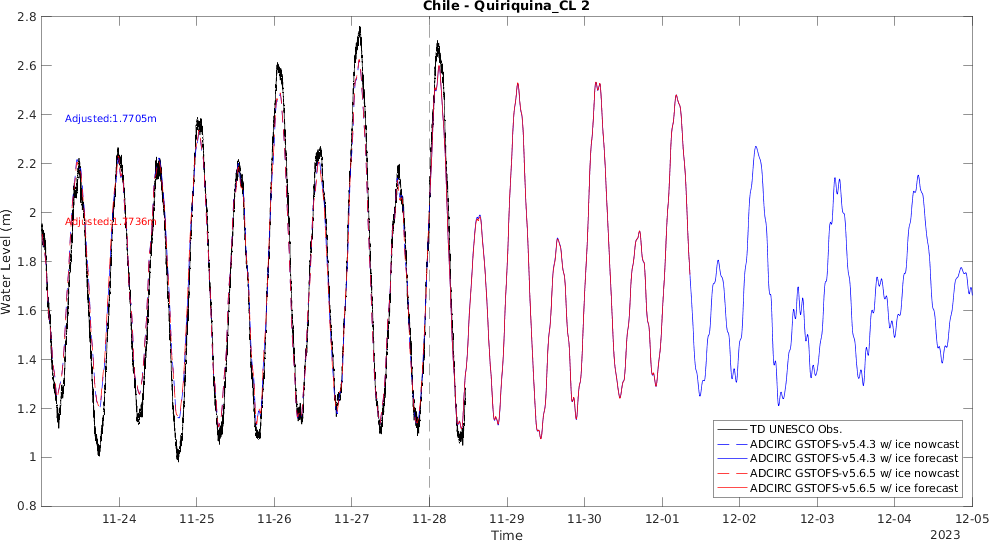 Chile - Quiriquina_CL 2
2.8
2.6
2.4
2.2
2
1.8
1.6
1.4
1.2
1
0.8
Water Level (m)
Adjusted:1.7705m
Adjusted:1.7736m
TD UNESCO Obs.
ADCIRC GSTOFS-v5.4.3 w/ ice nowcast
ADCIRC GSTOFS-v5.4.3 w/ ice forecast
ADCIRC GSTOFS-v5.6.5 w/ ice nowcast
ADCIRC GSTOFS-v5.6.5 w/ ice forecast
11-24 11-25 11-26 11-27 11-28 11-29 11-30 12-01 12-02 12-03 12-04 12-05
Time
2023